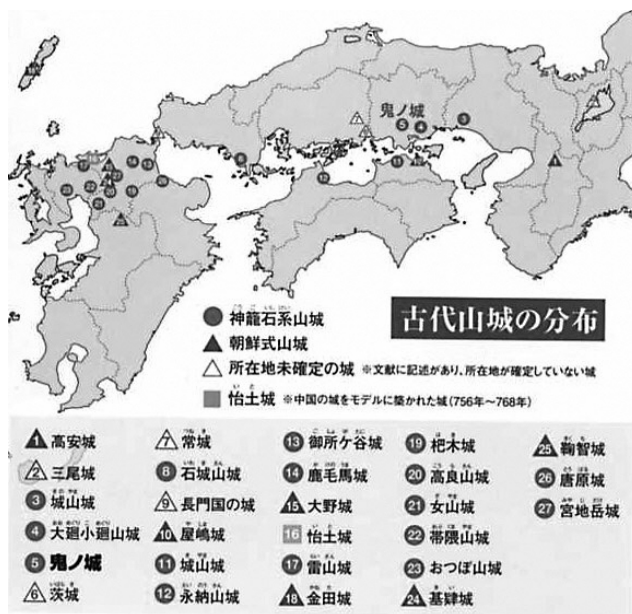 鬼ノ城
古代山城の分布
神籠石系山城
朝鮮式山城
所在地未確定の城 ※文献に記述があり、所在地が確定していない城
怡土城 ※中国の城をモデルに築かれた城(756年～768年)
1 高安城
2 三尾城
3 城山城
4 大廻小廻山城
5 鬼ノ城
6 茨城
7 常城
8 石城山城
9 長門国の城
10 屋嶋城
11 城山城
12 永納山城
13 御所ケ谷城
14 鹿毛馬城
15 大野城
16 怡土城
17 雷山城
18 金田城
19 杷木城
20 高良山城
21 女山城
22 帯隈山城
23 おつぼ山城
24 基肄城
25 鞠智城
26 唐原城
27 宮地岳城